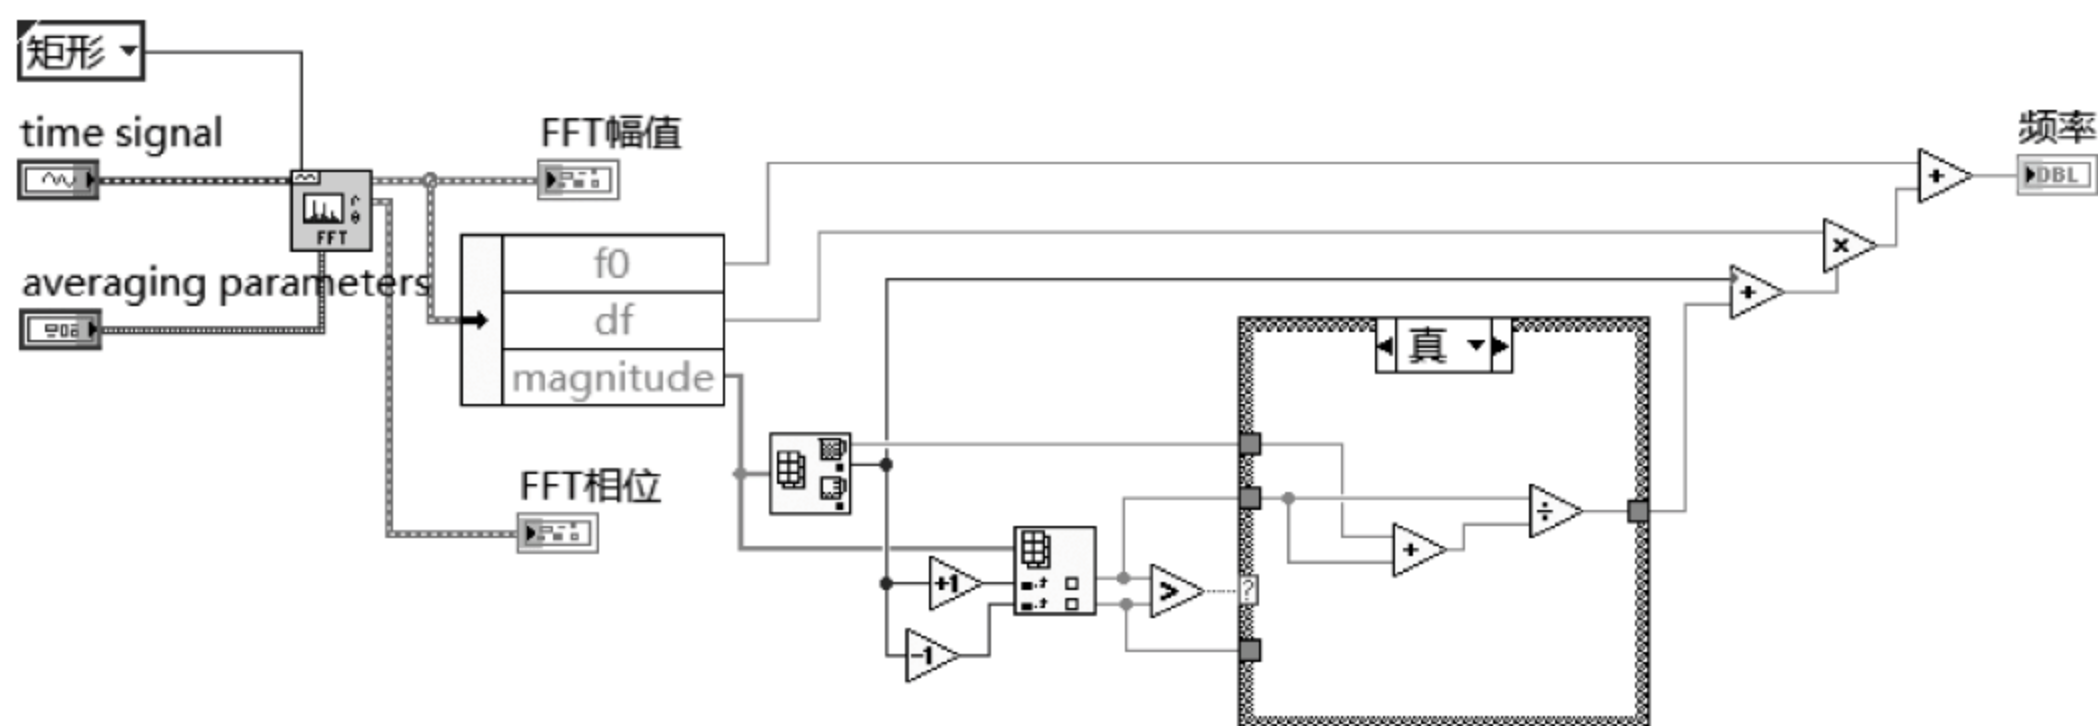 矩形
time signal
FFT幅值
频率
DBL
FFT
f0
averaging parameters
df
真
magnitude
FFT相位
+1
-1
?
+
×
+
÷
+
>